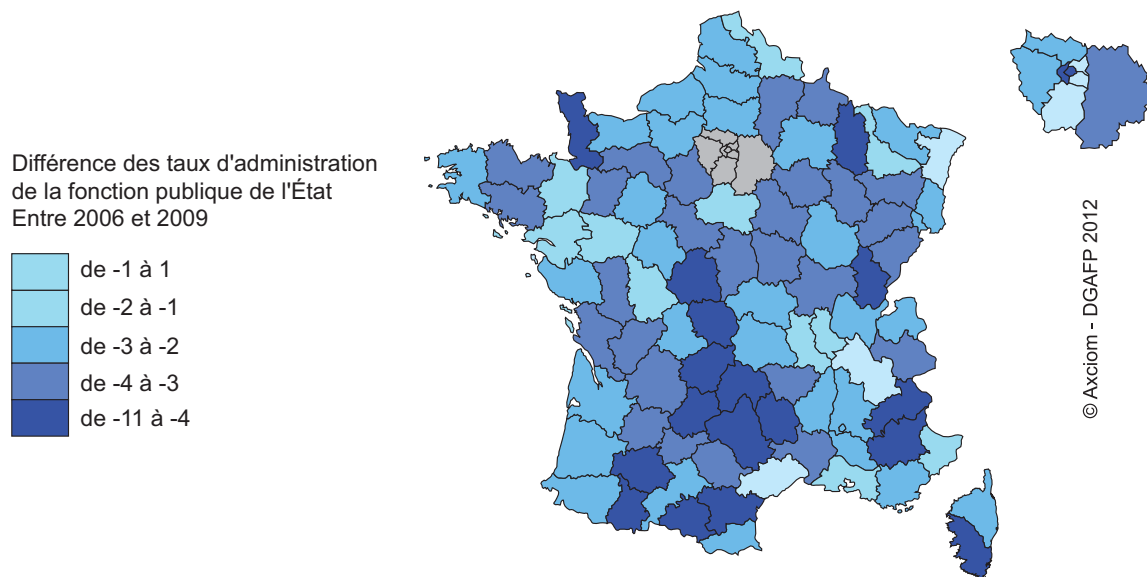 Différence des taux d'administration
de la fonction publique de l'État
Entre 2006 et 2009
de -1 à 1
de -2 à -1
de -3 à -2
de -4 à -3
de -11 à -4
© Axciom - DGAFP 2012